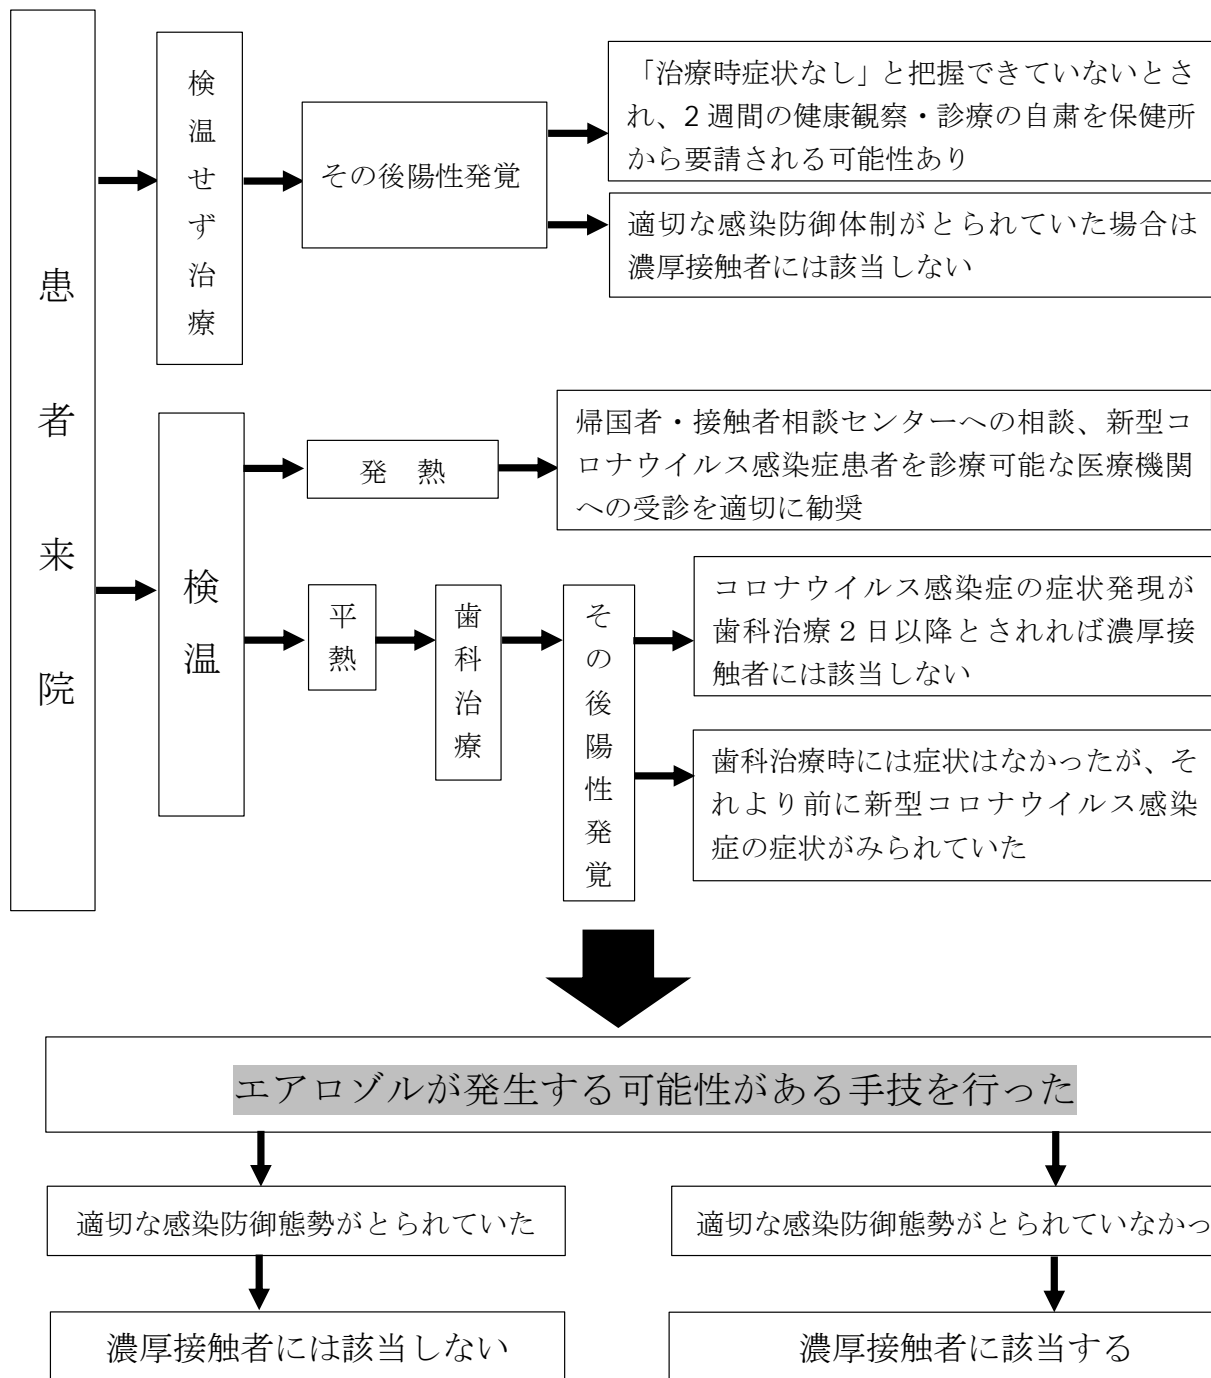 患者来院
検温せず治療
その後陽性発覚
「治療時症状なし」と把握できていないとさ
れ、2 週間の健康観察・診療の自粛を保健所
から要請される可能性あり
適切な感染防御体制がとられていた場合は
濃厚接触者には該当しない
検温
発　熱
帰国者・接触者相談センターへの相談、新型コ
ロナウイルス感染症患者を診療可能な医療機関
への受診を適切に勧奨
平熱
歯科治療
その後陽性発覚
コロナウイルス感染症の症状発現が
歯科治療２日以降とされれば濃厚接
触者には該当しない
歯科治療時には症状はなかったが、そ
れより前に新型コロナウイルス感染
症の症状がみられていた
エアロゾルが発生する可能性がある手技を行った
適切な感染防御態勢がとられていた
適切な感染防御態勢がとられていなかっ
濃厚接触者には該当しない
濃厚接触者に該当する